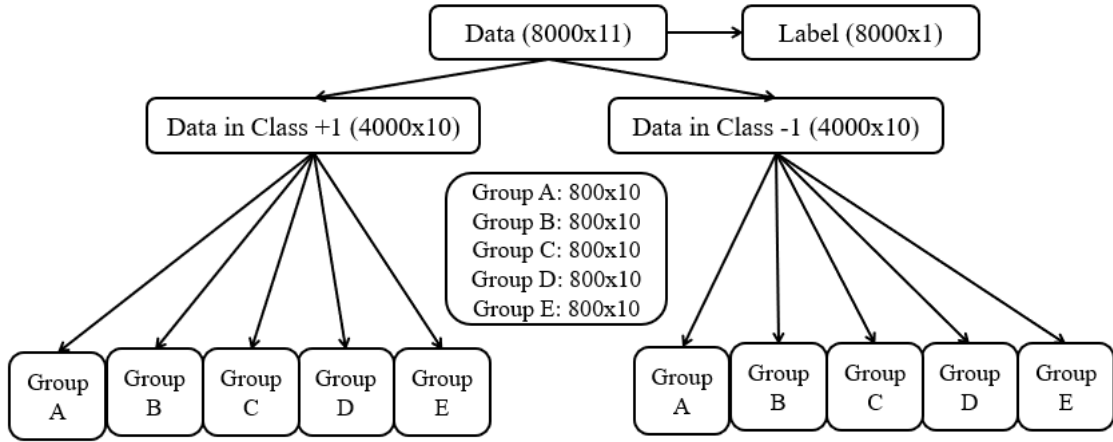 Data (8000x11)
Label (8000x1)
Data in Class +1 (4000x10)
Data in Class -1 (4000x10)
Group A: 800x10
Group B: 800x10
Group C: 800x10
Group D: 800x10
Group E: 800x10
Group
A
Group
B
Group
C
Group
D
Group
E
Group
A
Group
B
Group
C
Group
D
Group
E